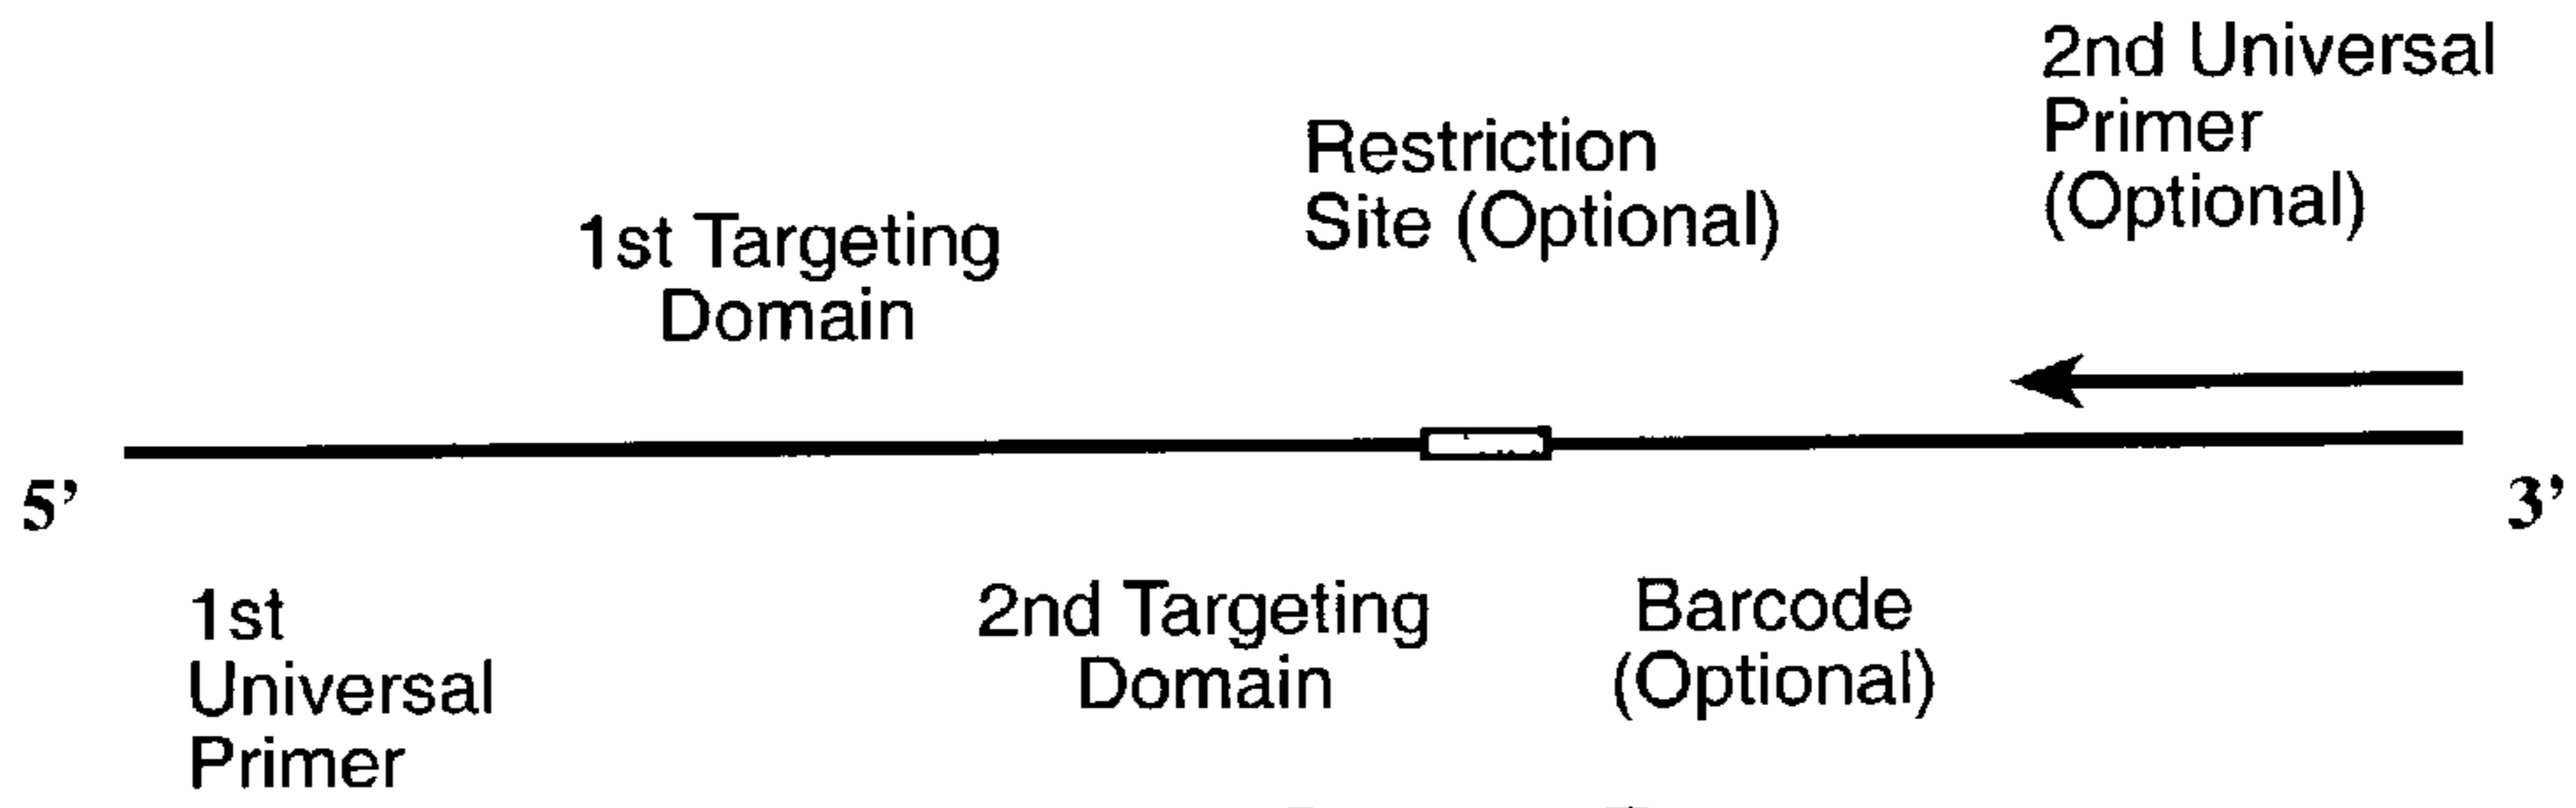 2nd Universal
Primer
(Optional)
Restriction
Site (Optional)
1st Targeting
Domain
5’
3’
1st
Universal
Primer
2nd Targeting
Domain
Barcode
(Optional)